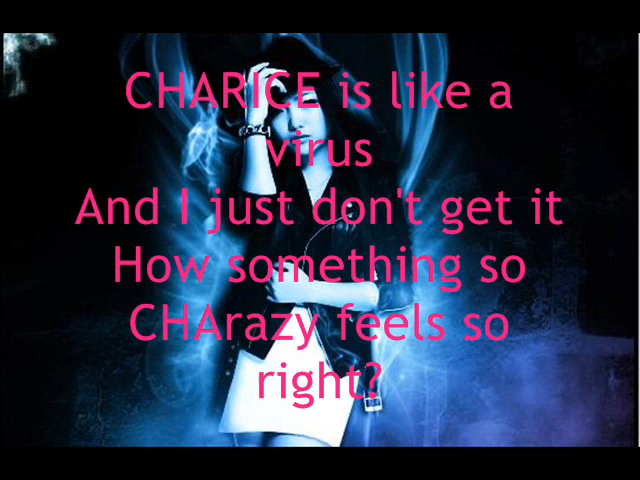 CHARICE is like a
virus
And I just don't get it
How something so
CHArazy feels so
right?